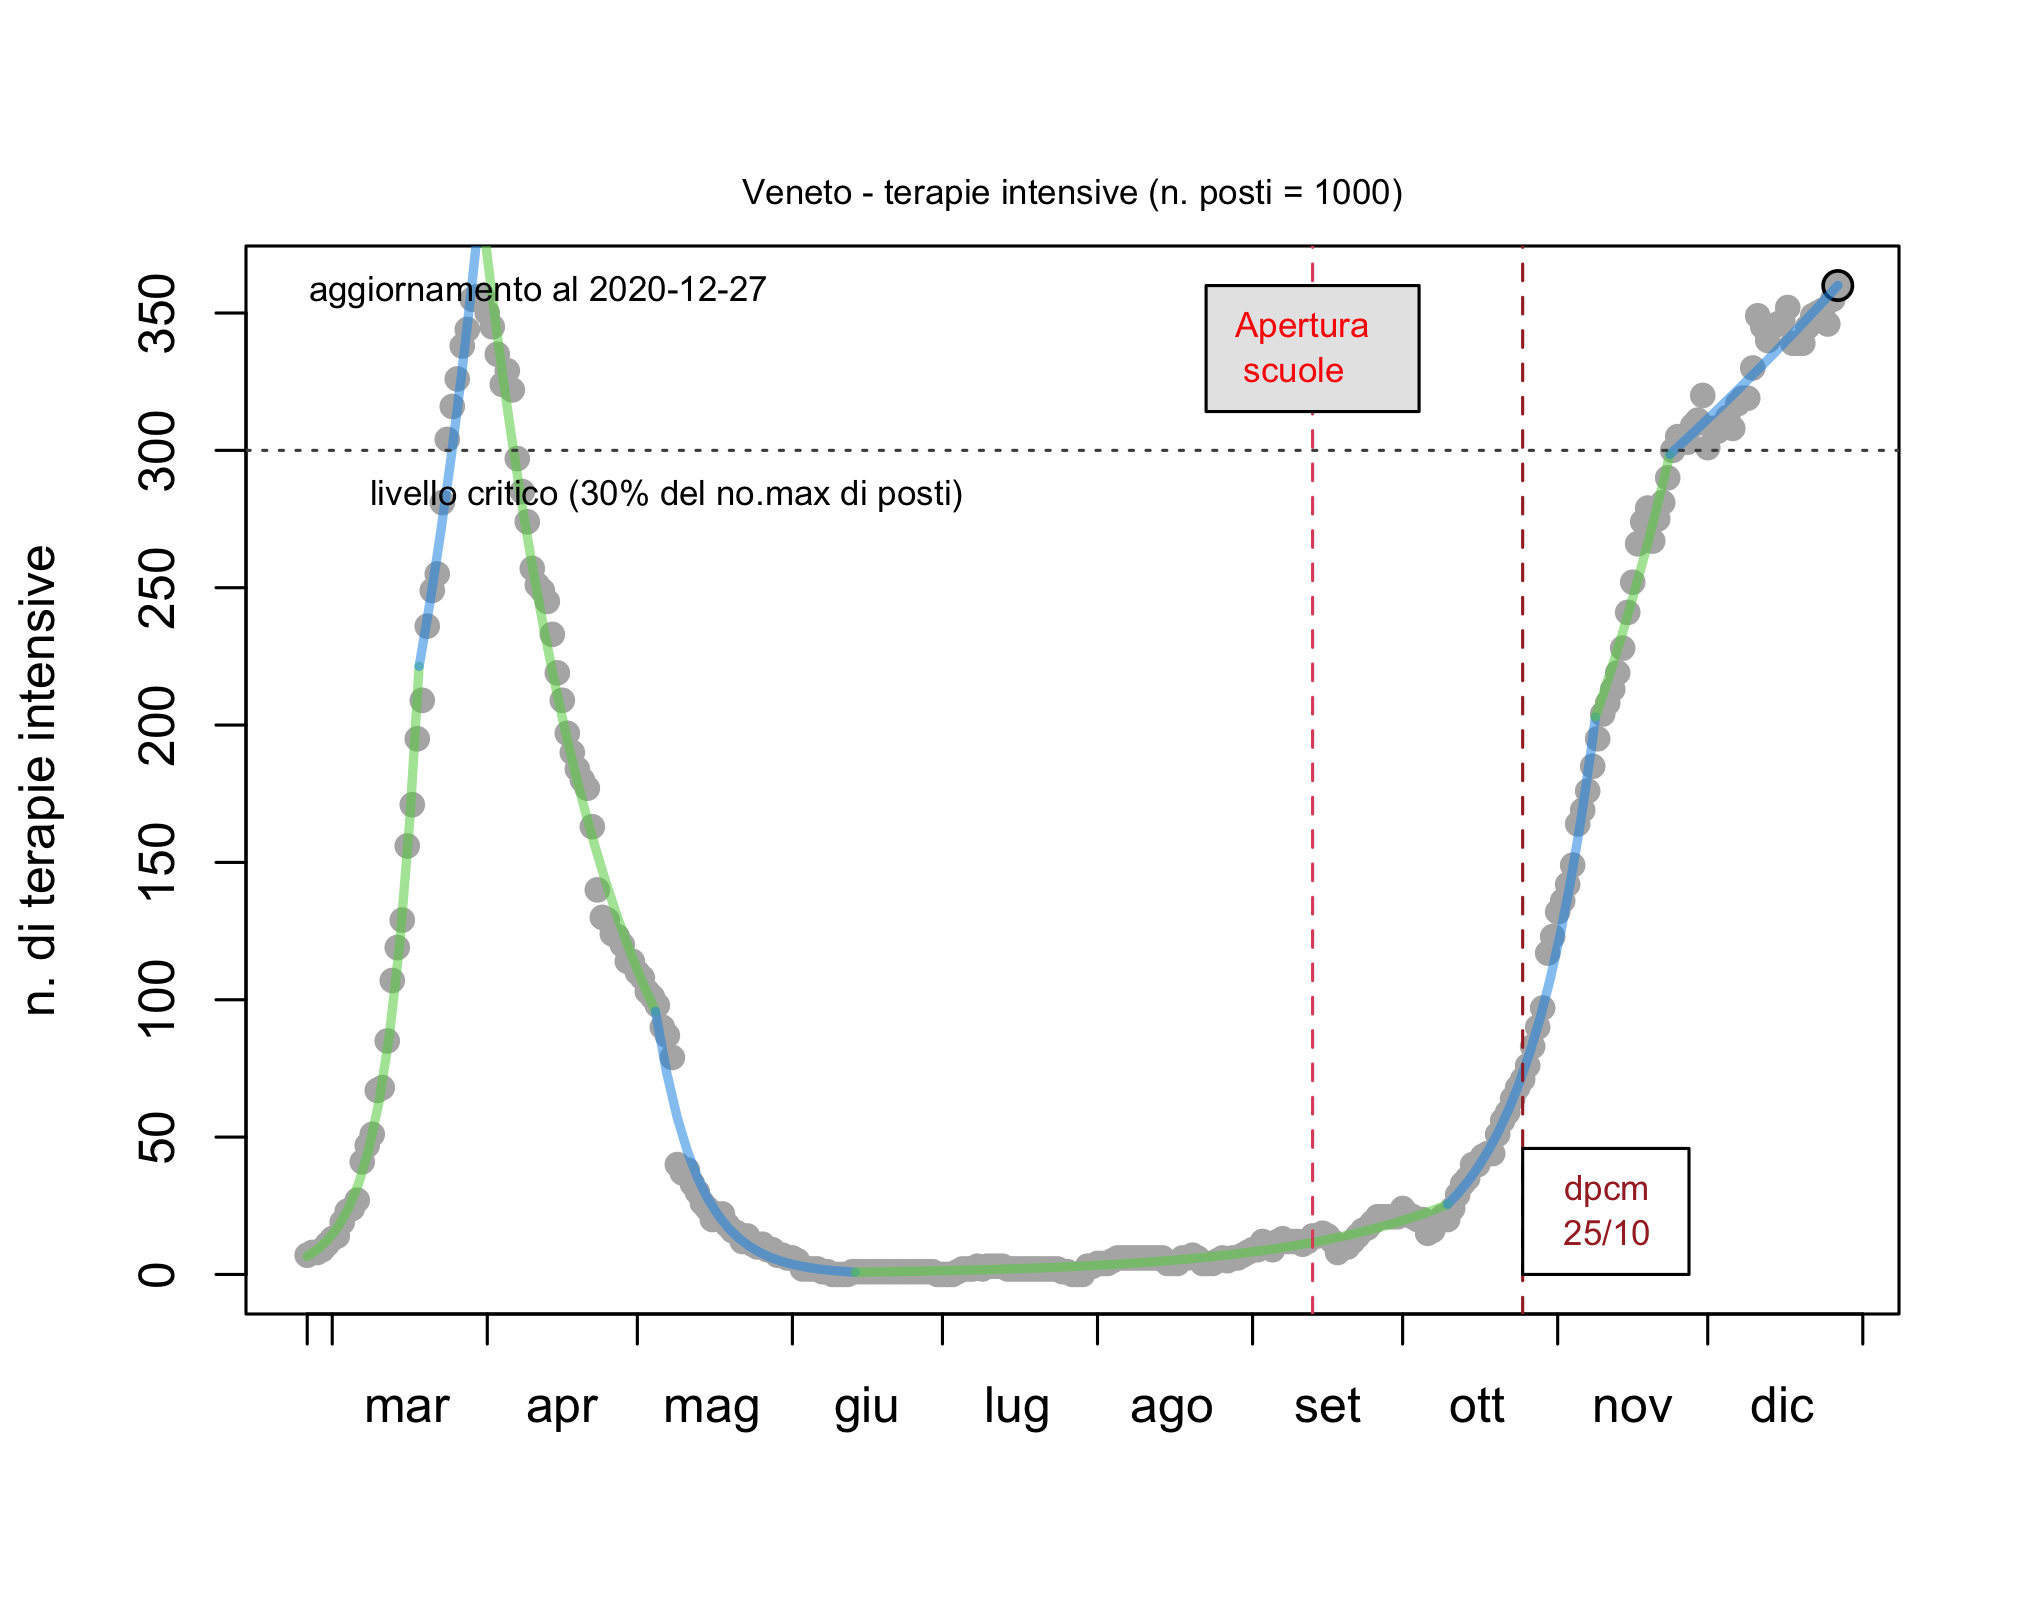 Veneto - terapie intensive (n. posti = 1000)
aggiornamento al 2020-12-27
Apertura
scuole
livello critico (30% del no.max di posti)
dpcm
25/10
n. di terapie intensive
350
300
250
200
150
100
50
0
mar apr mag giu lug ago set ott nov dic